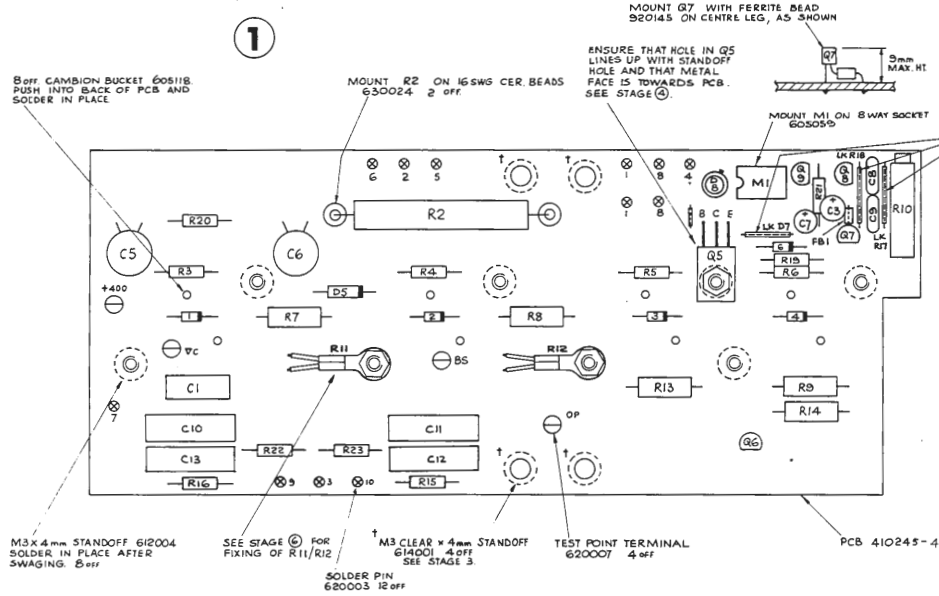 1
MOUNT Q7 WITH FERRITE BEAD
920145 ON CENTRE LEG, AS SHOWN
Q7
9mm
MAX. HT.
8 OFF. CAMBION BUCKET 605118.
PUSH INTO BACK OF PCB AND
SOLDER IN PLACE
MOUNT R2 ON 16 SWG CER. BEADS
630024 2 OFF.
ENSURE THAT HOLE IN Q5
LINES UP WITH STANDOFF
HOLE AND THAT METAL
FACE IS TOWARDS PCB.
SEE STAGE 4.
MOUNT M1 ON 8 WAY SOCKET
605059
6 2 5
† †
1 8 4
D8
M1
Q9
R21
Q8
LK R18
C8
R10
R20
R2
1 8
B C E
C7
C3
C9
LK D7
FB1
Q7
LK
R17
C5
C6
Q5
6
R19
R3
R4
R5
R6
+400
D5
1
R7
2
R8
3
4
▽C
R11
BS
R12
C1
R13
R9
R14
7
OP
C10
C11
Q6
C13
R22
R23
C12
† †
R16
9 3 10
R15
M3 x 4mm STANDOFF 612004
SOLDER IN PLACE AFTER
SWAGING. 8 OFF
SEE STAGE 6 FOR
FIXING OF R11/R12
† M3 CLEAR x 4mm STANDOFF
614001 4 OFF
SEE STAGE 3.
TEST POINT TERMINAL
620007 4 OFF
PCB 410245-4
SOLDER PIN
620003 12 OFF